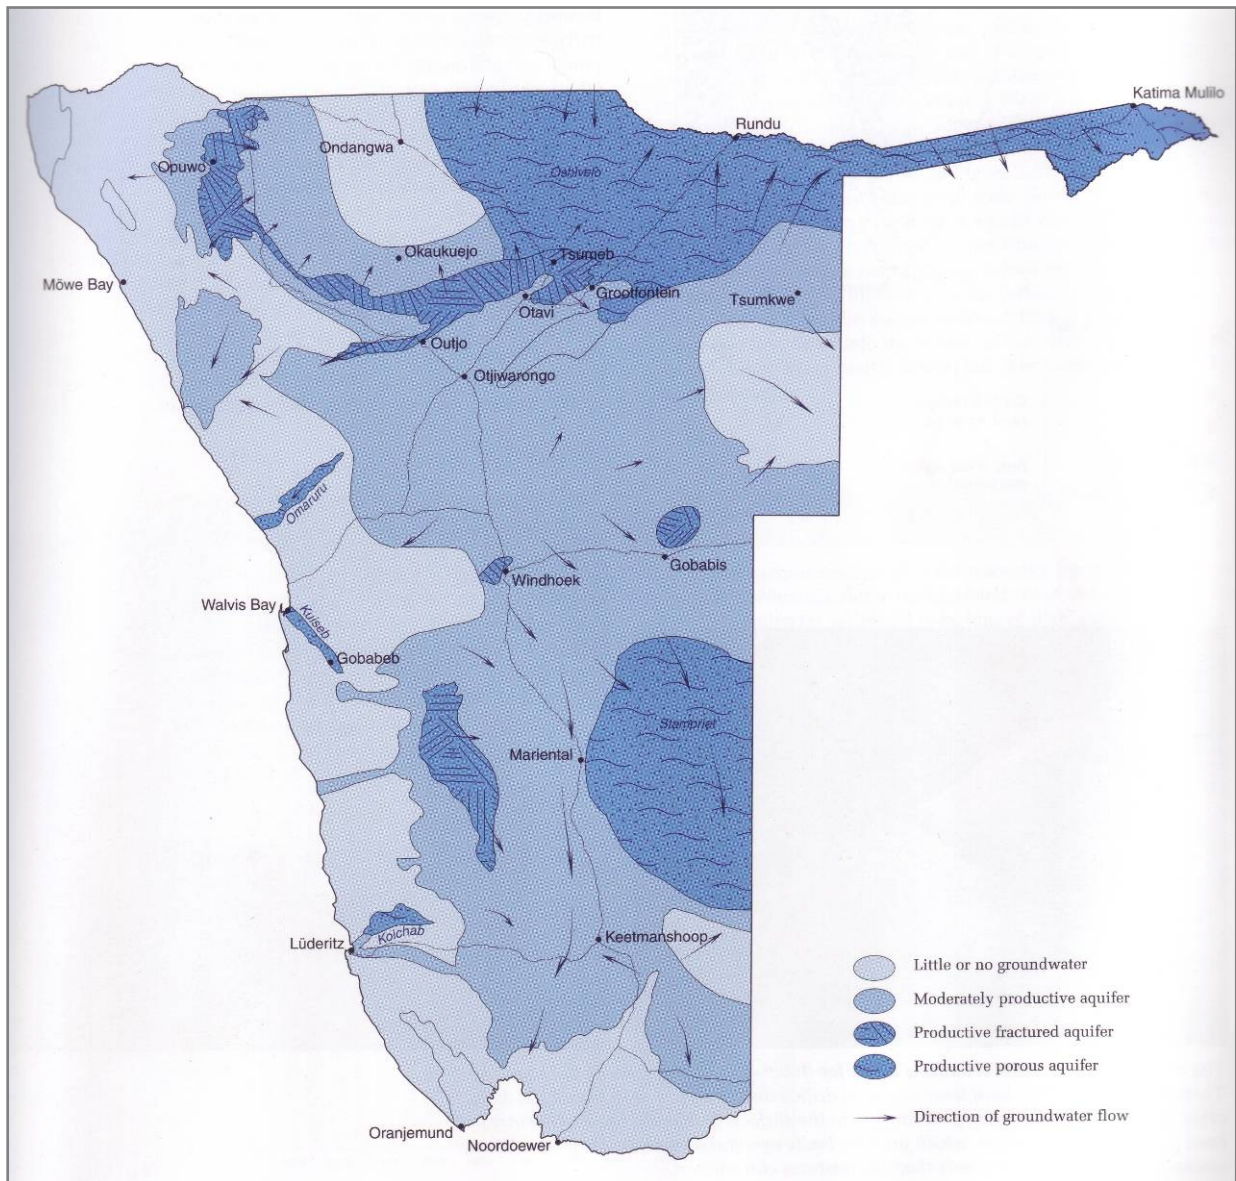 Katima Mulilo
Rundu
Ondangwa
Opuwo
Oshivelo
Okaukuejo
Tsumeb
Möwe Bay
Grootfontein
Tsumkwe
Otavi
Outjo
Otjiwarongo
Omaruru
Gobabis
Windhoek
Walvis Bay
Kuiseb
Gobabeb
Stampriet
Mariental
Koichab
Lüderitz
Keetmanshoop
Oranjemund
Noordoewer
Little or no groundwater
Moderately productive aquifer
Productive fractured aquifer
Productive porous aquifer
Direction of groundwater flow